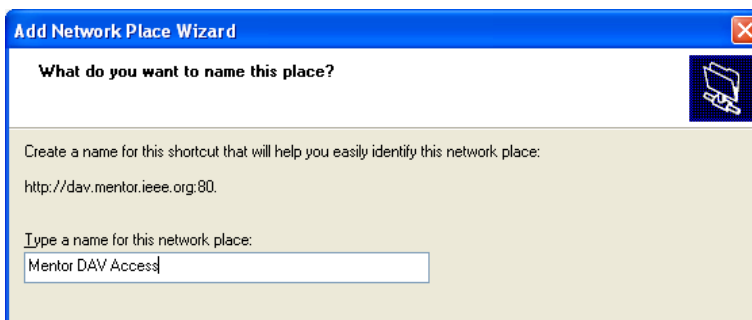 Add Network Place Wizard
What do you want to name this place?
Create a name for this shortcut that will help you easily identify this network place:
http://dav.mentor.ieee.org:80.
Type a name for this network place:
Mentor DAV Access